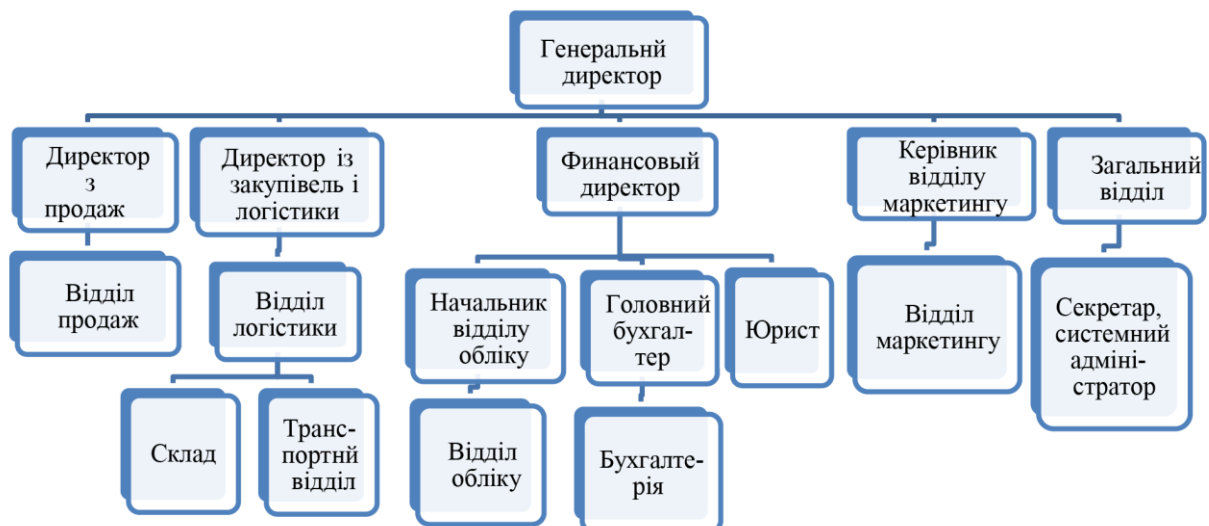 Генеральнй
директор
Директор
з
продаж
Директор із
закупівель і
логістики
Финансовый
директор
Керівник
відділу
маркетингу
Загальний
відділ
Відділ
продаж
Відділ
логістики
Начальник
відділу
обліку
Головний
бухгал-
тер
Юрист
Відділ
маркетингу
Секретар,
системний
адміні-
стратор
Склад
Транс-
портнй
відділ
Відділ
обліку
Бухгалте-
рія